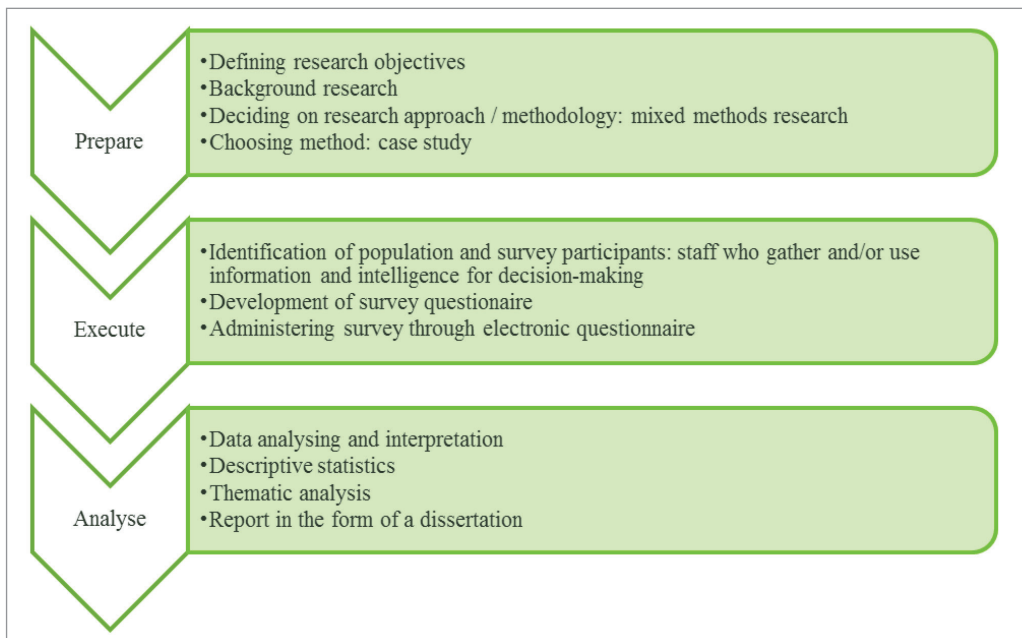 Prepare
•Defining research objectives
•Background research
•Deciding on research approach / methodology: mixed methods research
•Choosing method: case study
Execute
•Identification of population and survey participants: staff who gather and/or use
information and intelligence for decision-making
•Development of survey questionaire
•Administering survey through electronic questionnaire
Analyse
•Data analysing and interpretation
•Descriptive statistics
•Thematic analysis
•Report in the form of a dissertation